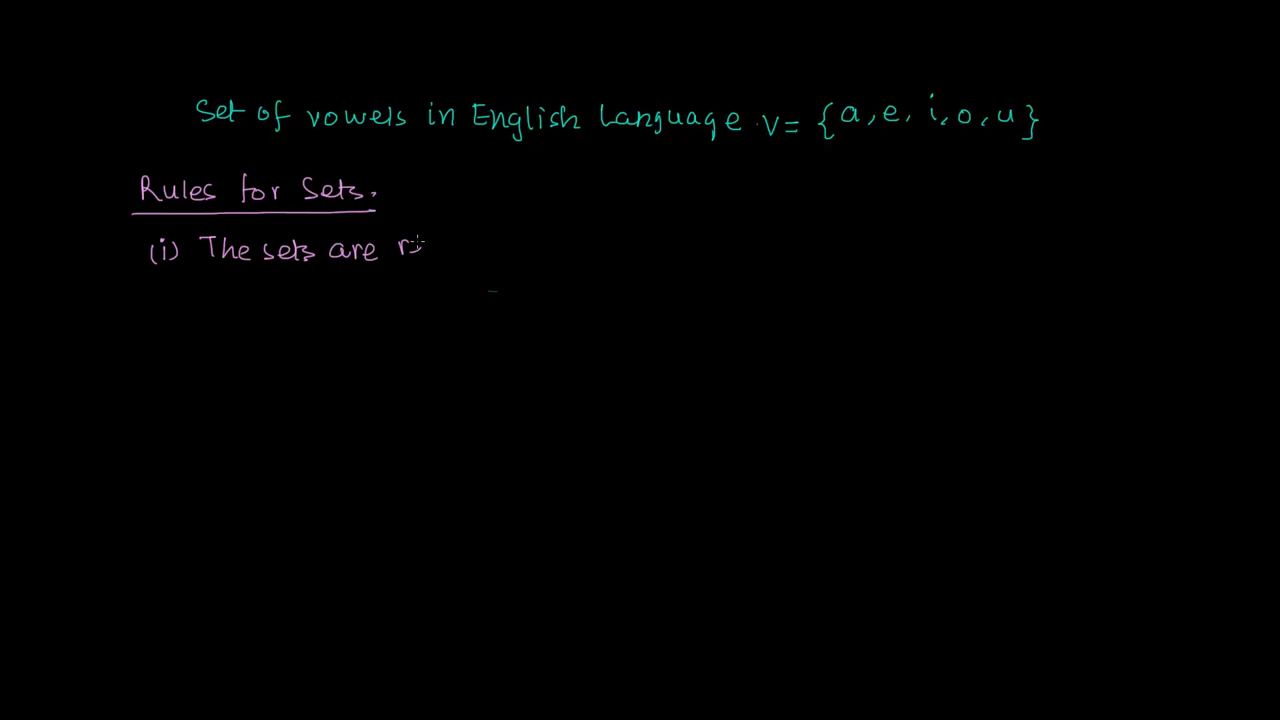 Set of vowels in English Language . V = {a, e, i, o, u}
Rules for Sets.
(i) The sets are